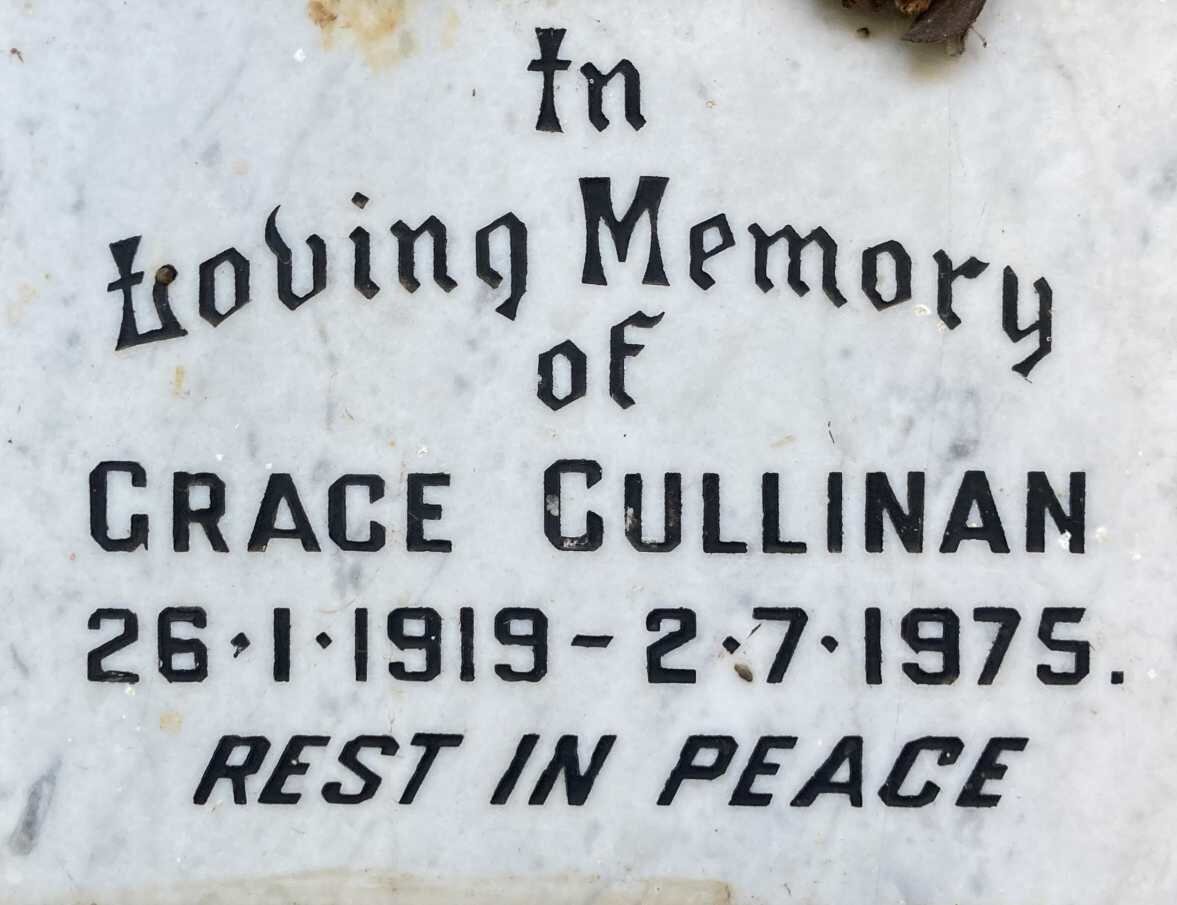 In
Loving Memory
of
GRACE CULLINAN
26·1·1919 - 2·7·1975.
REST IN PEACE